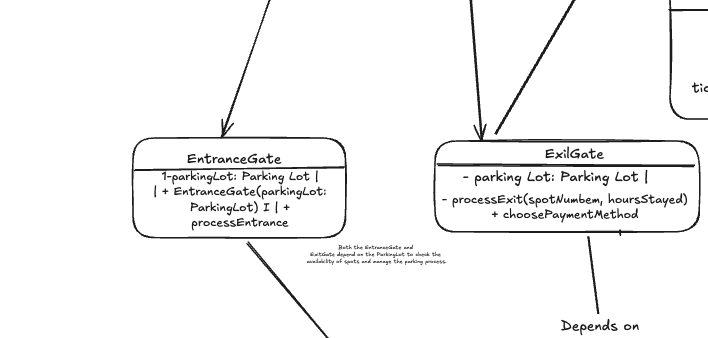 tic
EntranceGate
1-parkingLot: Parking Lot |
| + EntranceGate(parkingLot:
ParkingLot) I | +
processEntrance
ExilGate
- parking Lot: Parking Lot |
- processExit(spotNumbem, hoursStayed)
+ choosePaymentMethod
Both the EntranceGate and
ExitGate depend on the ParkingLot to check the
availability of spots and manage the parking process.
Depends on